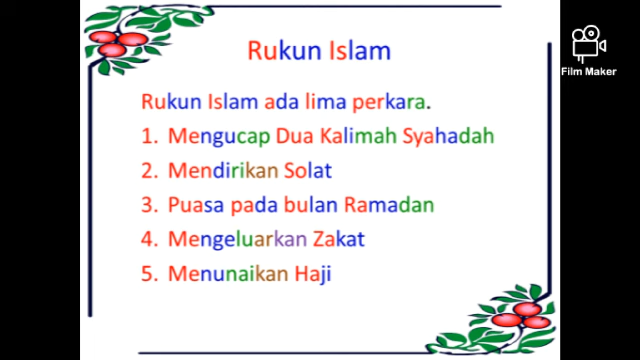 Rukun Islam
Rukun Islam ada lima perkara.
1. Mengucap Dua Kalimah Syahadah
2. Mendirikan Solat
3. Puasa pada bulan Ramadan
4. Mengeluarkan Zakat
5. Menunaikan Haji
Film Maker